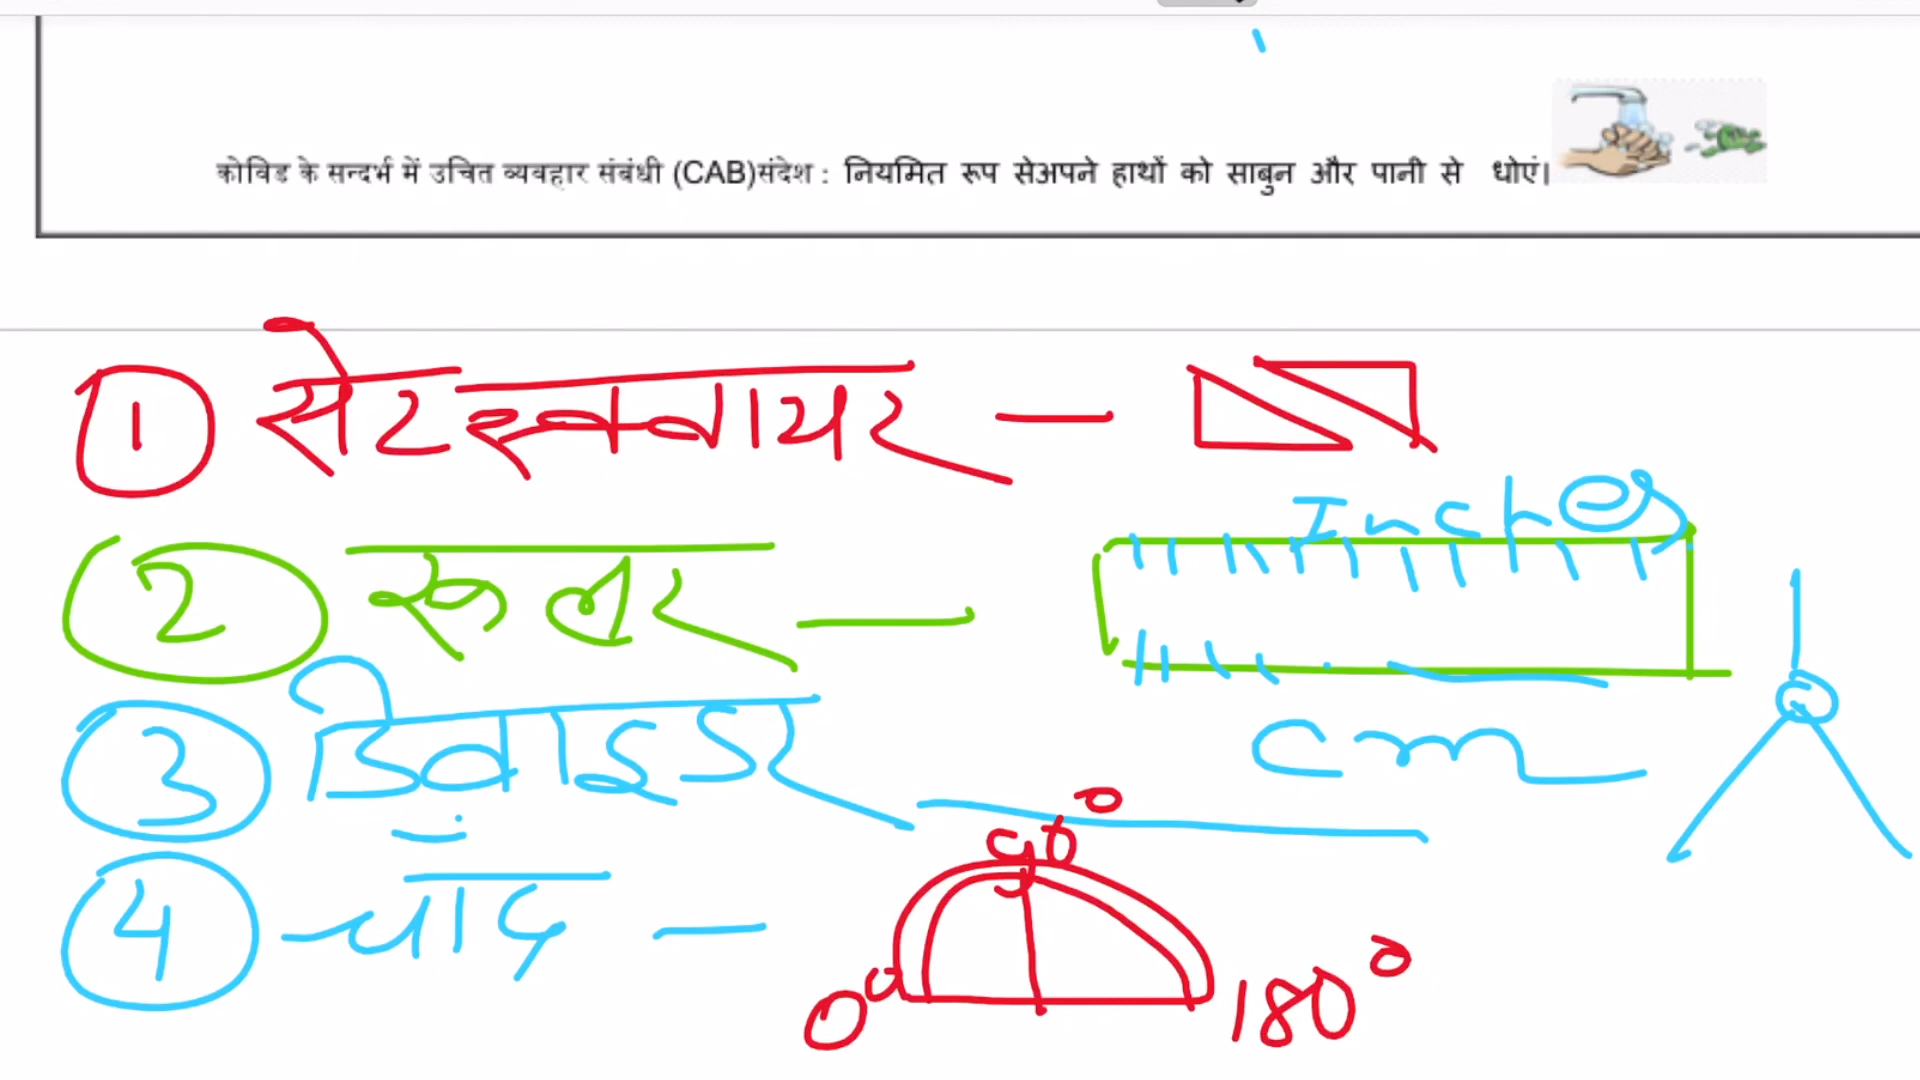 कोविड के सन्दर्भ में उचित व्यवहार संबंधी (CAB)संदेश : नियमित रूप सेअपने हाथों को साबुन और पानी से धोएं।
1 सेटस्क्वायर —
2 रूलर —
Inches
cm
3 डिवाइडर —
4 चांद —
90°
0°
180°